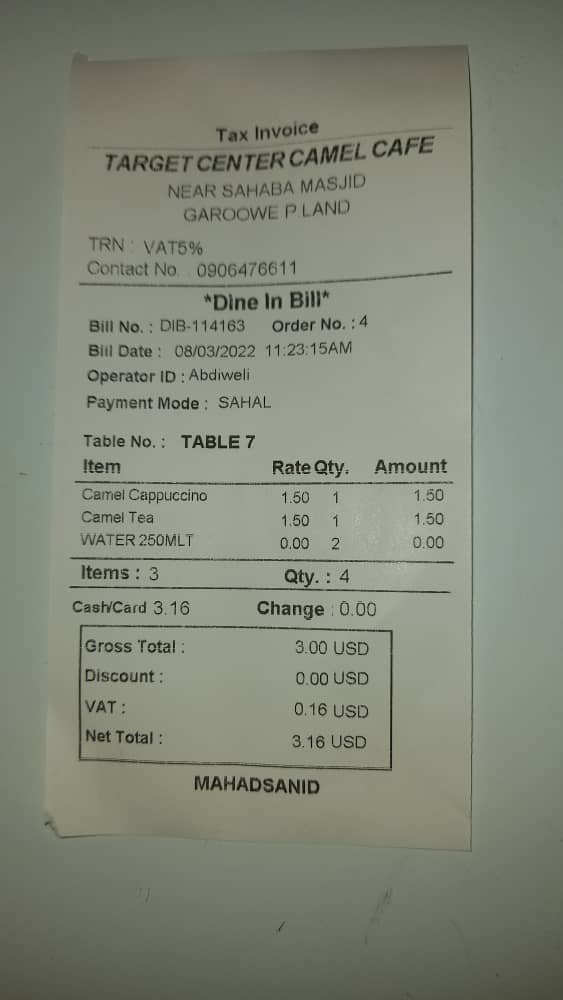 Tax Invoice
TARGET CENTER CAMEL CAFE
NEAR SAHABA MASJID
GAROOWE P LAND
TRN : VAT5%
Contact No. : 0906476611
*Dine In Bill*
Bill No. : DIB-114163 Order No. : 4
Bill Date : 08/03/2022 11:23:15AM
Operator ID : Abdiweli
Payment Mode : SAHAL
Table No. : TABLE 7
Item Rate Qty. Amount
Camel Cappuccino 1.50 1 1.50
Camel Tea 1.50 1 1.50
WATER 250MLT 0.00 2 0.00
Items : 3 Qty. : 4
Cash/Card 3.16 Change : 0.00
Gross Total : 3.00 USD
Discount : 0.00 USD
VAT : 0.16 USD
Net Total : 3.16 USD
MAHADSANID